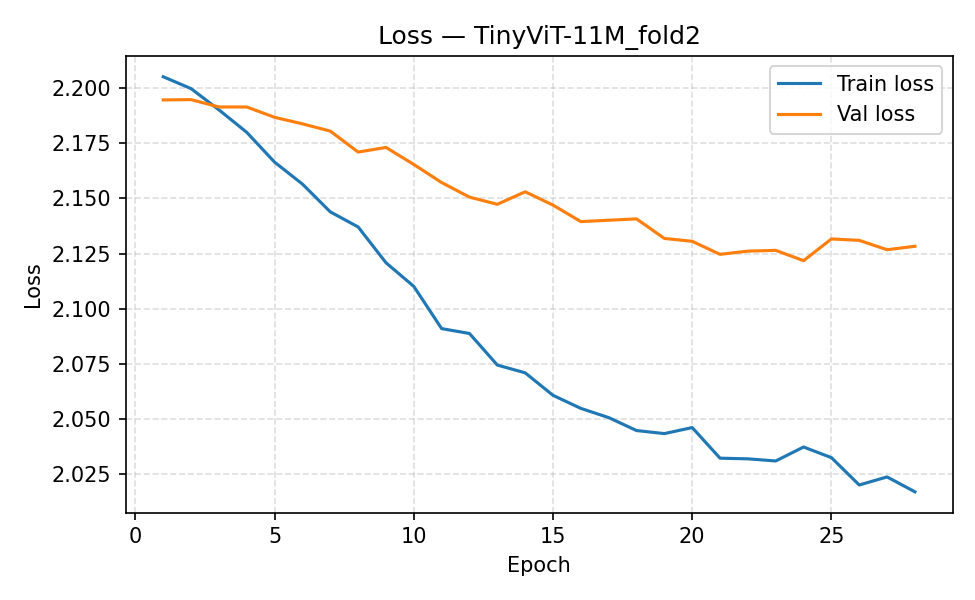 Loss — TinyViT-11M_fold2
Train loss
Val loss
2.200
2.175
2.150
2.125
2.100
2.075
2.050
2.025
Loss
0 5 10 15 20 25
Epoch